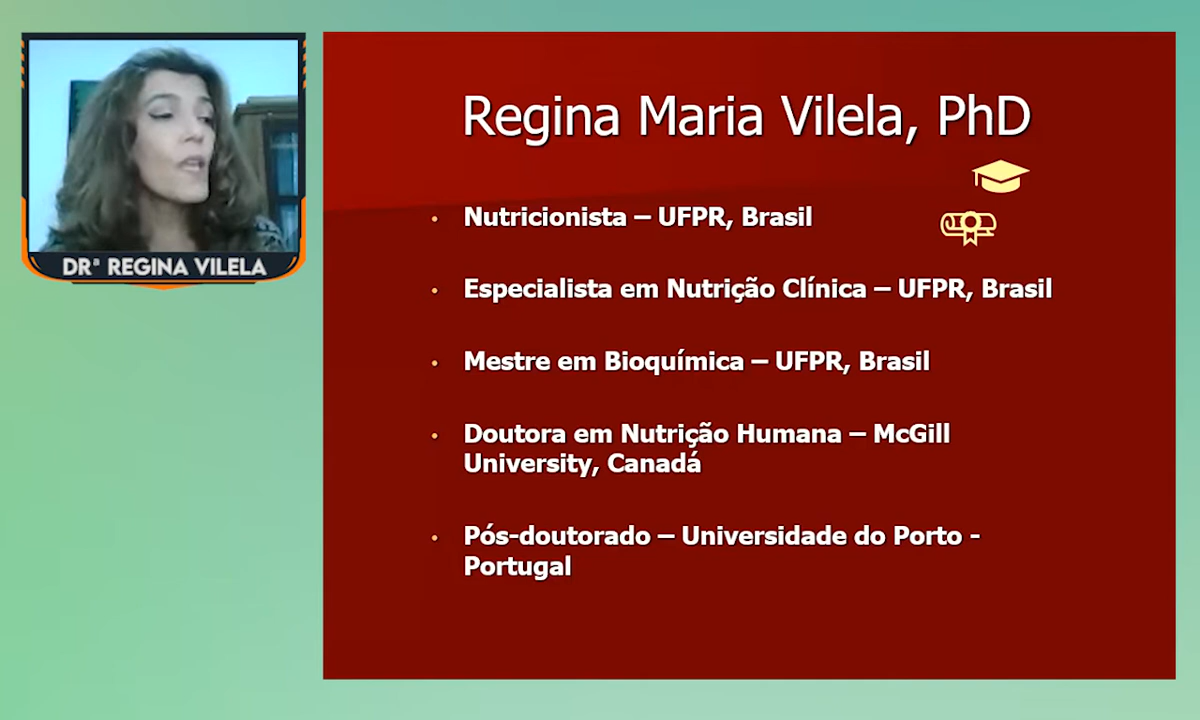 DRª REGINA VILELA
Regina Maria Vilela, PhD
• Nutricionista – UFPR, Brasil
• Especialista em Nutrição Clínica – UFPR, Brasil
• Mestre em Bioquímica – UFPR, Brasil
• Doutora em Nutrição Humana – McGill
University, Canadá
• Pós-doutorado – Universidade do Porto -
Portugal